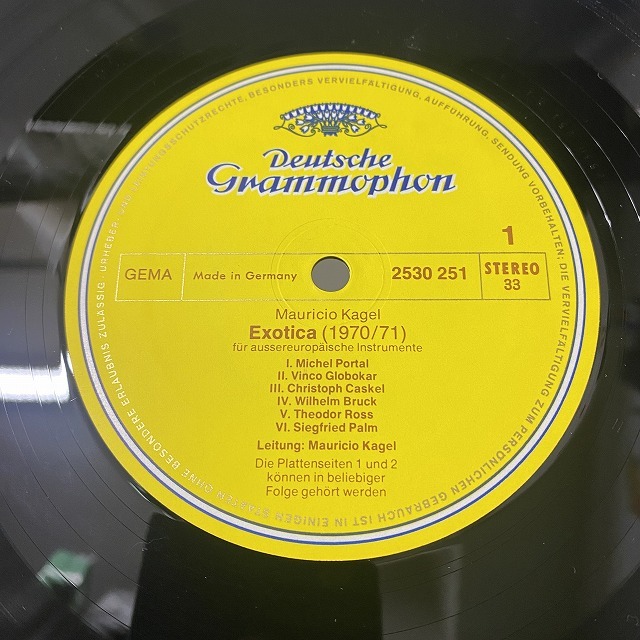 Deutsche
Grammophon
1
GEMA
Made in Germany
2530 251
STEREO
33
Mauricio Kagel
Exotica (1970/71)
für aussereuropäische Instrumente
I. Michel Portal
II. Vinco Globokar
III. Christoph Caskel
IV. Wilhelm Bruck
V. Theodor Ross
VI. Siegfried Palm
Leitung: Mauricio Kagel
Die Plattenseiten 1 und 2
können in beliebiger
Folge gehört werden
URHEBER- UND LEISTUNGSSCHUTZRECHTE, BESONDERS VERVIELFÄLTIGUNG, AUFFÜHRUNG, SENDUNG VORBEHALTEN: DIE VERVIELFÄLTIGUNG ZUM PERSÖNLICHEN GEBRAUCH IST IN EINIGEN STAATEN OHNE BESONDERE ERLAUBNIS ZULÄSSIG ·